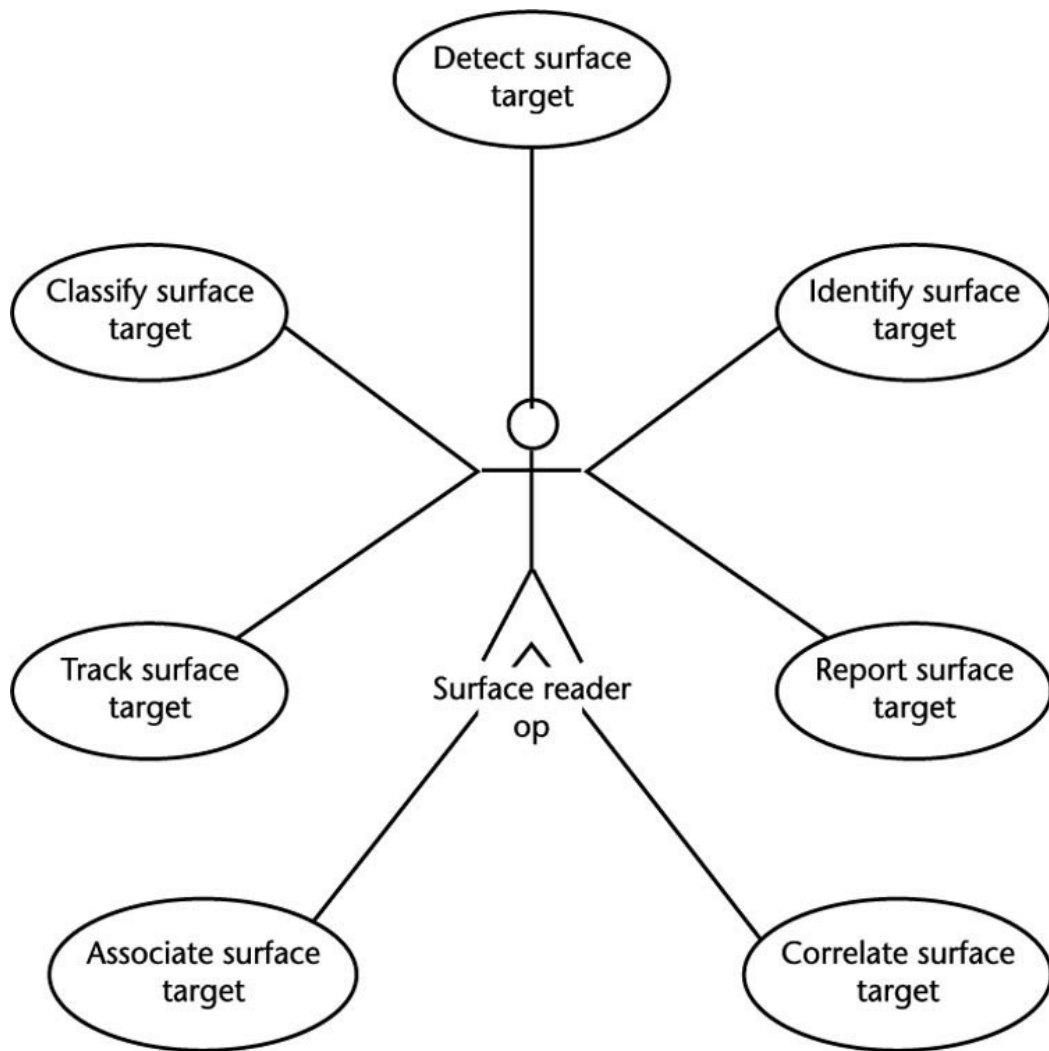 Detect surface
target
Classify surface
target
Identify surface
target
Track surface
target
Surface reader
op
Report surface
target
Associate surface
target
Correlate surface
target